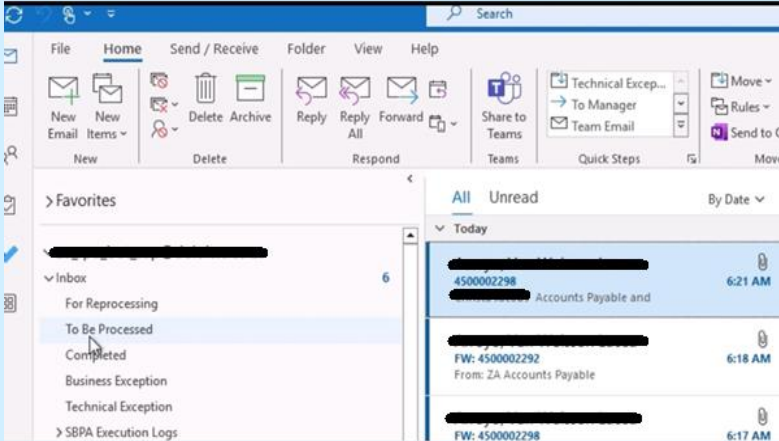 Search
File Home Send / Receive Folder View Help
New Email
New Items
Delete Archive
Reply Reply All Forward
Share to Teams
Technical Excep...
To Manager
Team Email
Move
Rules
Send to
New Delete Respond Teams Quick Steps Mov
Favorites
All Unread By Date
Today
Inbox 6
For Reprocessing
To Be Processed
Completed
Business Exception
Technical Exception
SBPA Execution Logs
4500002298 6:21 AM
Accounts Payable and
FW: 4500002292 6:18 AM
From: ZA Accounts Payable
FW: 4500002298 6:17 AM